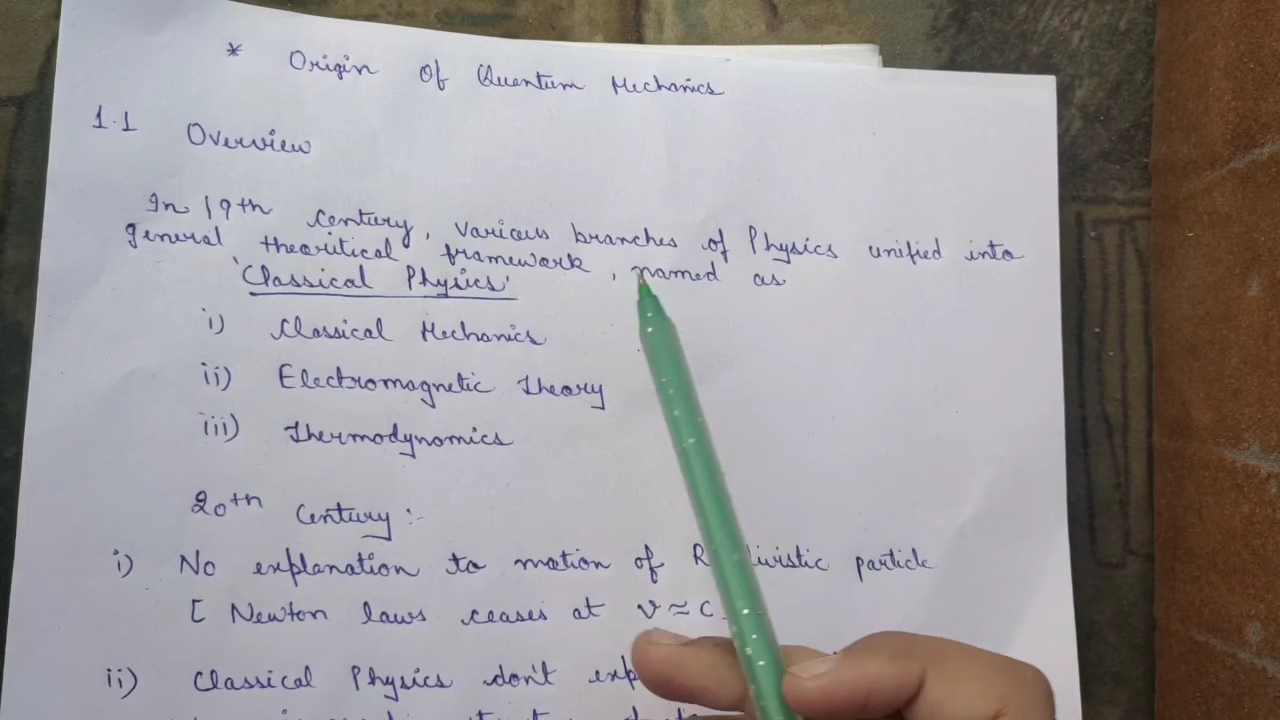 * Origin Of Quantum Mechanics
1.1 Overview
In 19th century, various branches of Physics unified into
general theoritical framework, named as
'Classical Physics'
i) Classical Mechanics
ii) Electromagnetic Theory
iii) Thermodynamics
20th Century :-
i) No explanation to motion of particle
[ Newton laws ceases at v ≈ c
ii) Classical Physics don't